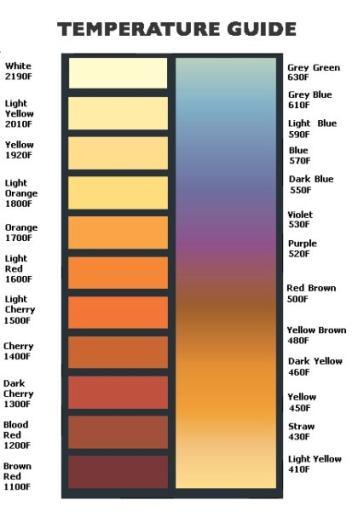 TEMPERATURE GUIDE
White
2190F
Light
Yellow
2010F
Yellow
1920F
Light
Orange
1800F
Orange
1700F
Light
Red
1600F
Light
Cherry
1500F
Cherry
1400F
Dark
Cherry
1300F
Blood
Red
1200F
Brown
Red
1100F
Grey Green
630F
Grey Blue
610F
Light Blue
590F
Blue
570F
Dark Blue
550F
Violet
530F
Purple
520F
Red Brown
500F
Yellow Brown
480F
Dark Yellow
460F
Yellow
450F
Straw
430F
Light Yellow
410F